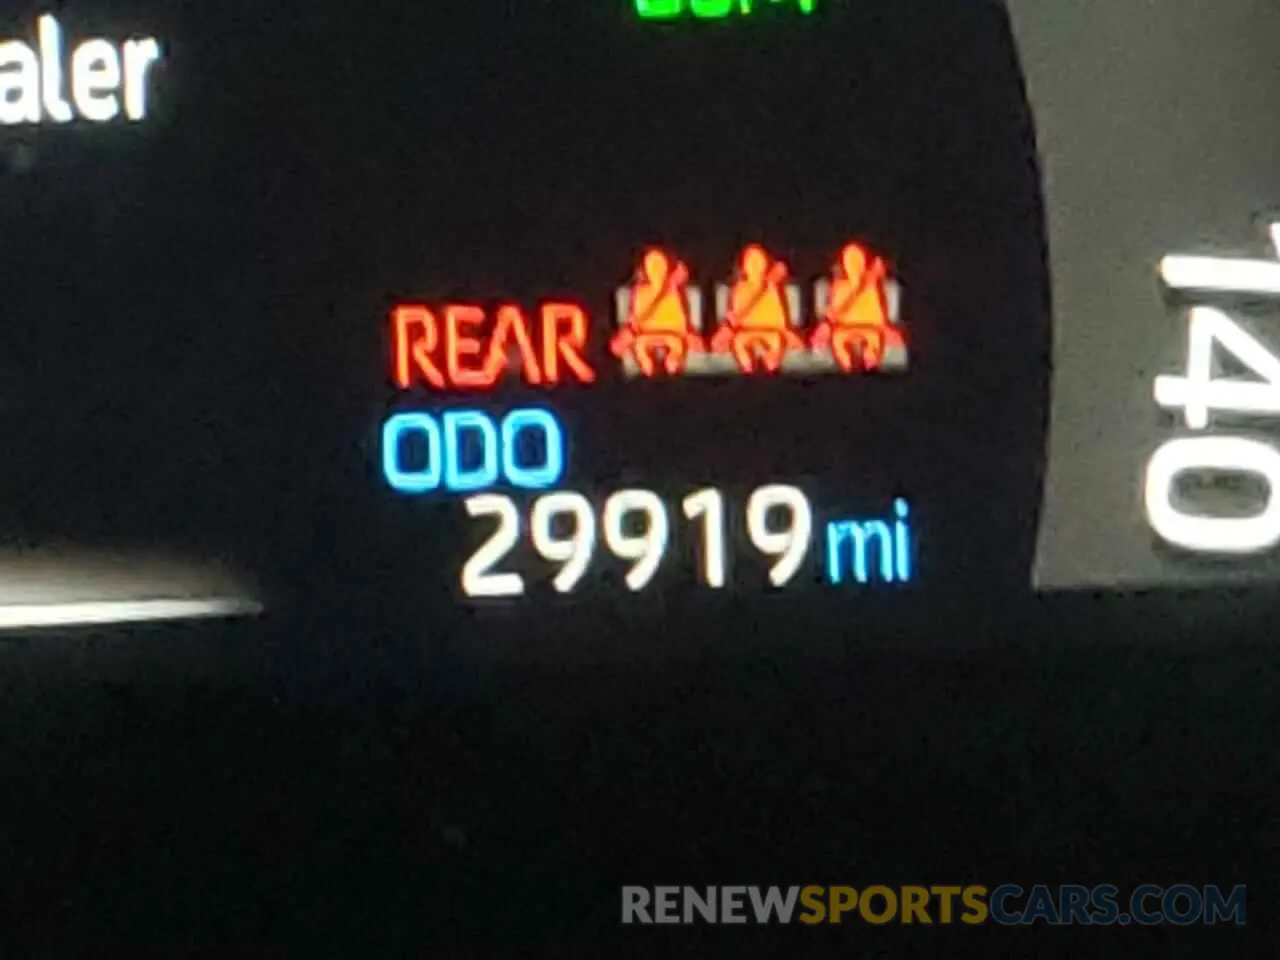 aler
REAR
ODO
29919 mi
140
RENEWSPORTSCARS.COM